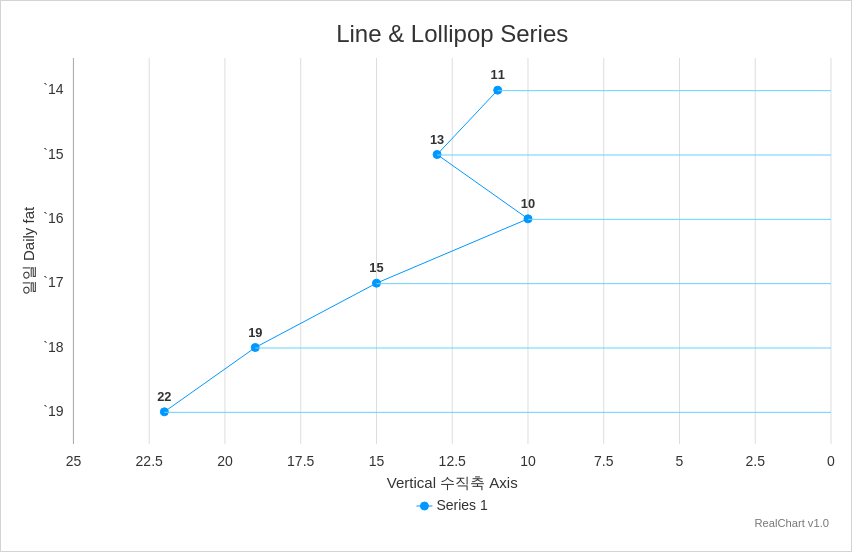 Line & Lollipop Series
11
`14
13
`15
10
`16
일일 Daily fat
15
`17
19
`18
22
`19
25 22.5 20 17.5 15 12.5 10 7.5 5 2.5 0
Vertical 수직축 Axis
Series 1
RealChart v1.0